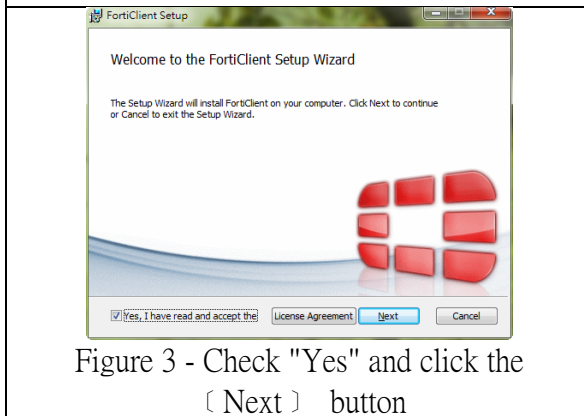 FortiClient Setup
Welcome to the FortiClient Setup Wizard
The Setup Wizard will install FortiClient on your computer. Click Next to continue
or Cancel to exit the Setup Wizard.
Yes, I have read and accept the License Agreement Next Cancel
Figure 3 - Check "Yes" and click the
﹝Next﹞ button